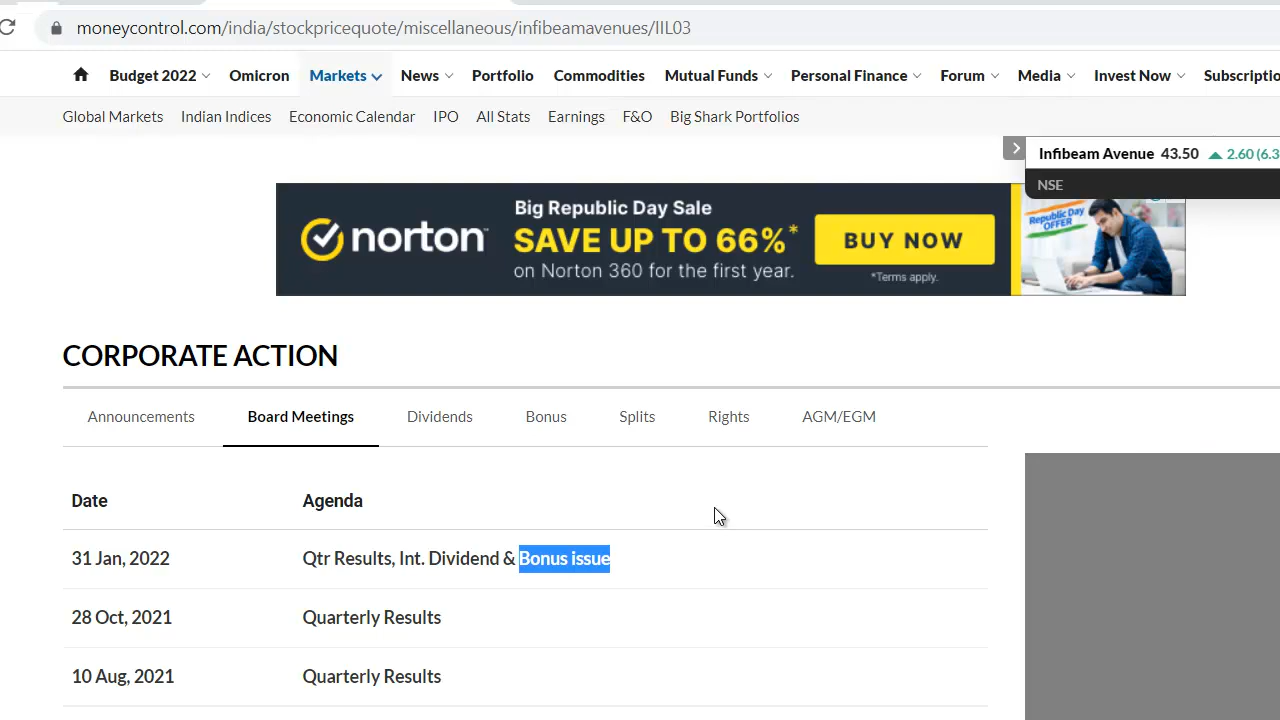 moneycontrol.com/india/stockpricequote/miscellaneous/infibeamavenues/IIL03
Budget 2022 Omicron Markets News Portfolio Commodities Mutual Funds Personal Finance Forum Media Invest Now Subscriptio
Global Markets Indian Indices Economic Calendar IPO All Stats Earnings F&O Big Shark Portfolios
Infibeam Avenue 43.50 2.60 (6.3
NSE
norton
Big Republic Day Sale
SAVE UP TO 66%*
on Norton 360 for the first year.
BUY NOW
*Terms apply.
Republic Day
OFFER
CORPORATE ACTION
Announcements Board Meetings Dividends Bonus Splits Rights AGM/EGM
Date Agenda
31 Jan, 2022 Qtr Results, Int. Dividend & Bonus issue
28 Oct, 2021 Quarterly Results
10 Aug, 2021 Quarterly Results